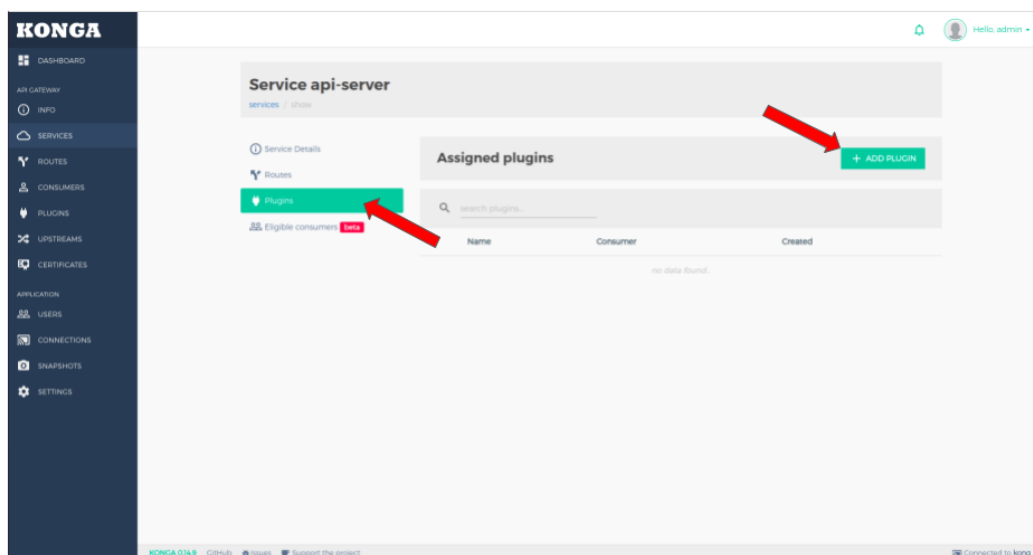 KONGA
Hello, admin
DASHBOARD
API GATEWAY
INFO
SERVICES
ROUTES
CONSUMERS
PLUGINS
UPSTREAMS
CERTIFICATES
APPLICATION
USERS
CONNECTIONS
SNAPSHOTS
SETTINGS
Service api-server
services / show
Service Details
Routes
Plugins
Eligible consumers beta
Assigned plugins
+ ADD PLUGIN
search plugins...
Name Consumer Created
no data found...
KONGA 0.14.9 GitHub Issues Support the project
Connected to kong